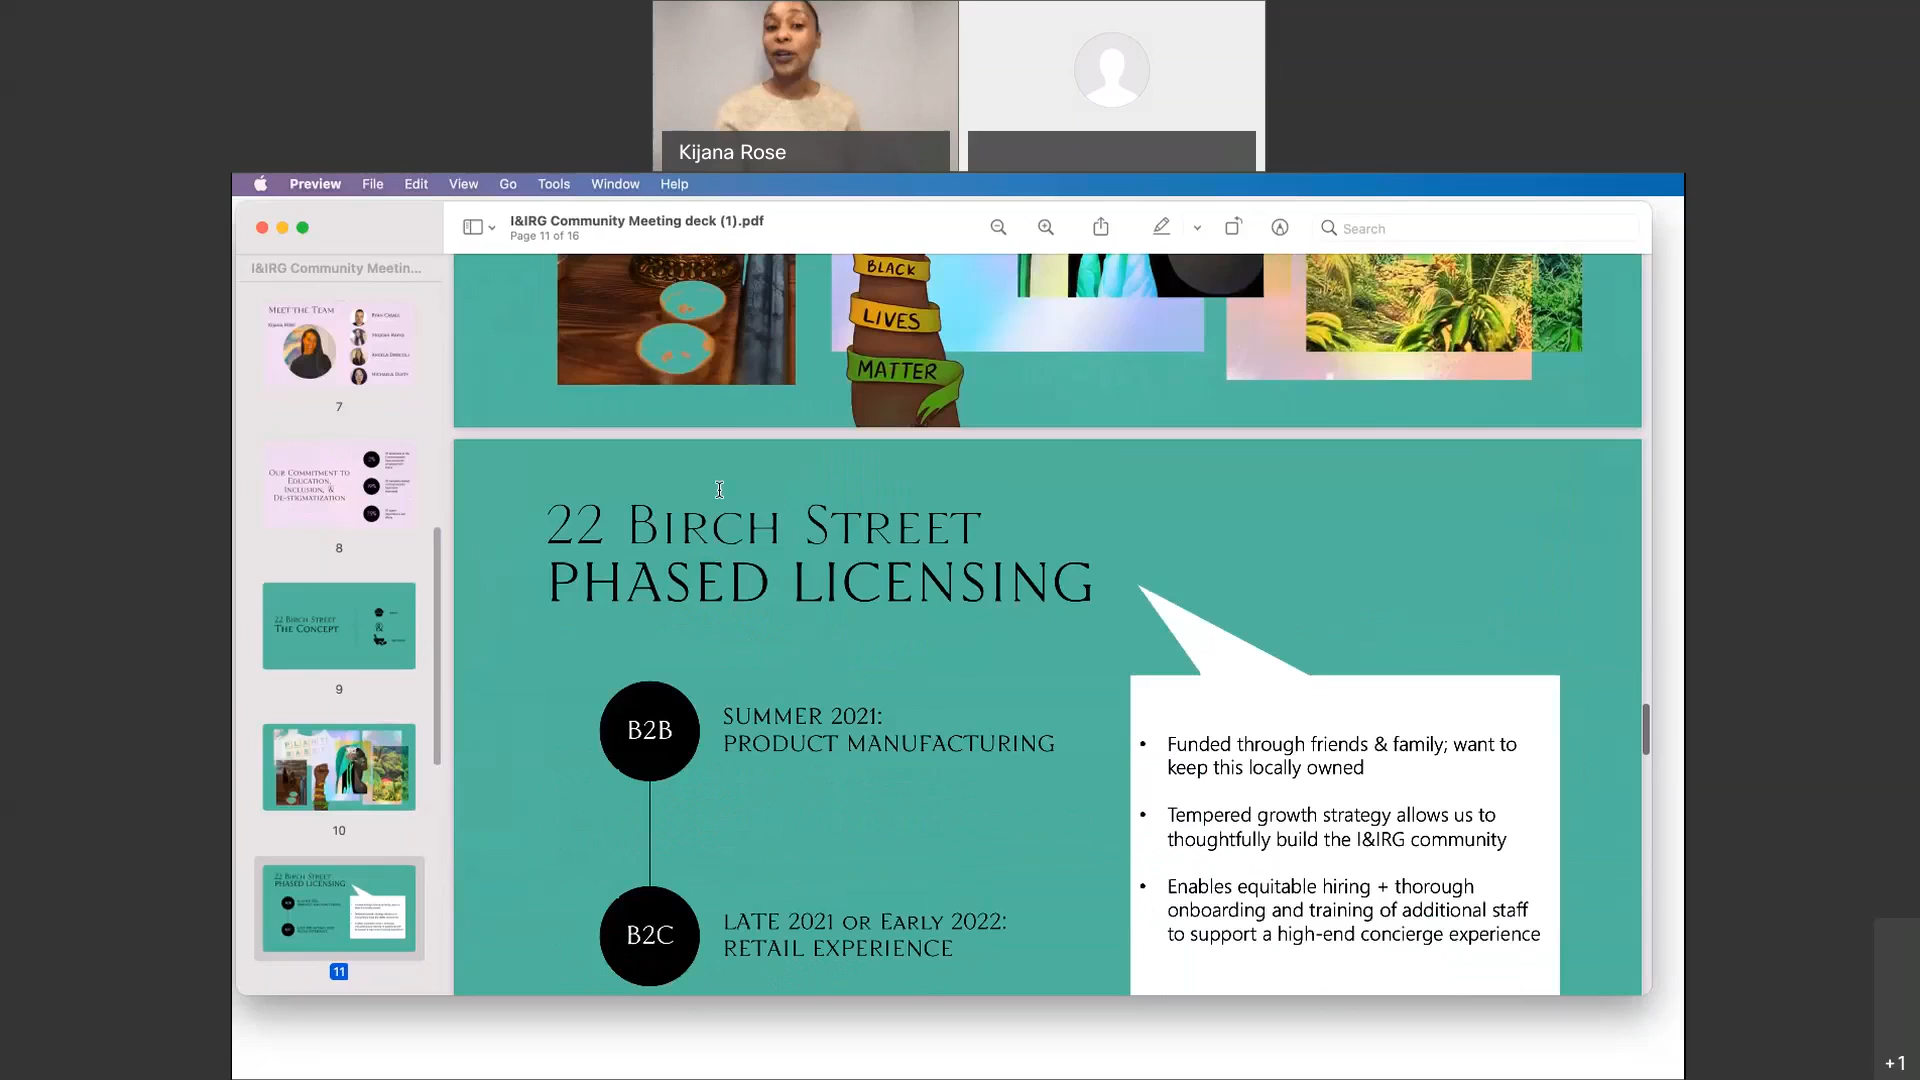 Kijana Rose
Preview File Edit View Go Tools Window Help
I&IRG Community Meeting deck (1).pdf
Page 11 of 16
Search
I&IRG Community Meetin...
MEET THE TEAM
7
OUR COMMITMENT TO
EDUCATION,
INCLUSION, &
DE-STIGMATIZATION
8
22 BIRCH STREET
THE CONCEPT
&
9
10
22 BIRCH STREET
PHASED LICENSING
11
BLACK
LIVES
MATTER
22 BIRCH STREET
PHASED LICENSING
B2B
SUMMER 2021:
PRODUCT MANUFACTURING
B2C
LATE 2021 OR EARLY 2022:
RETAIL EXPERIENCE
• Funded through friends & family; want to
keep this locally owned
• Tempered growth strategy allows us to
thoughtfully build the I&IRG community
• Enables equitable hiring + thorough
onboarding and training of additional staff
to support a high-end concierge experience
+1